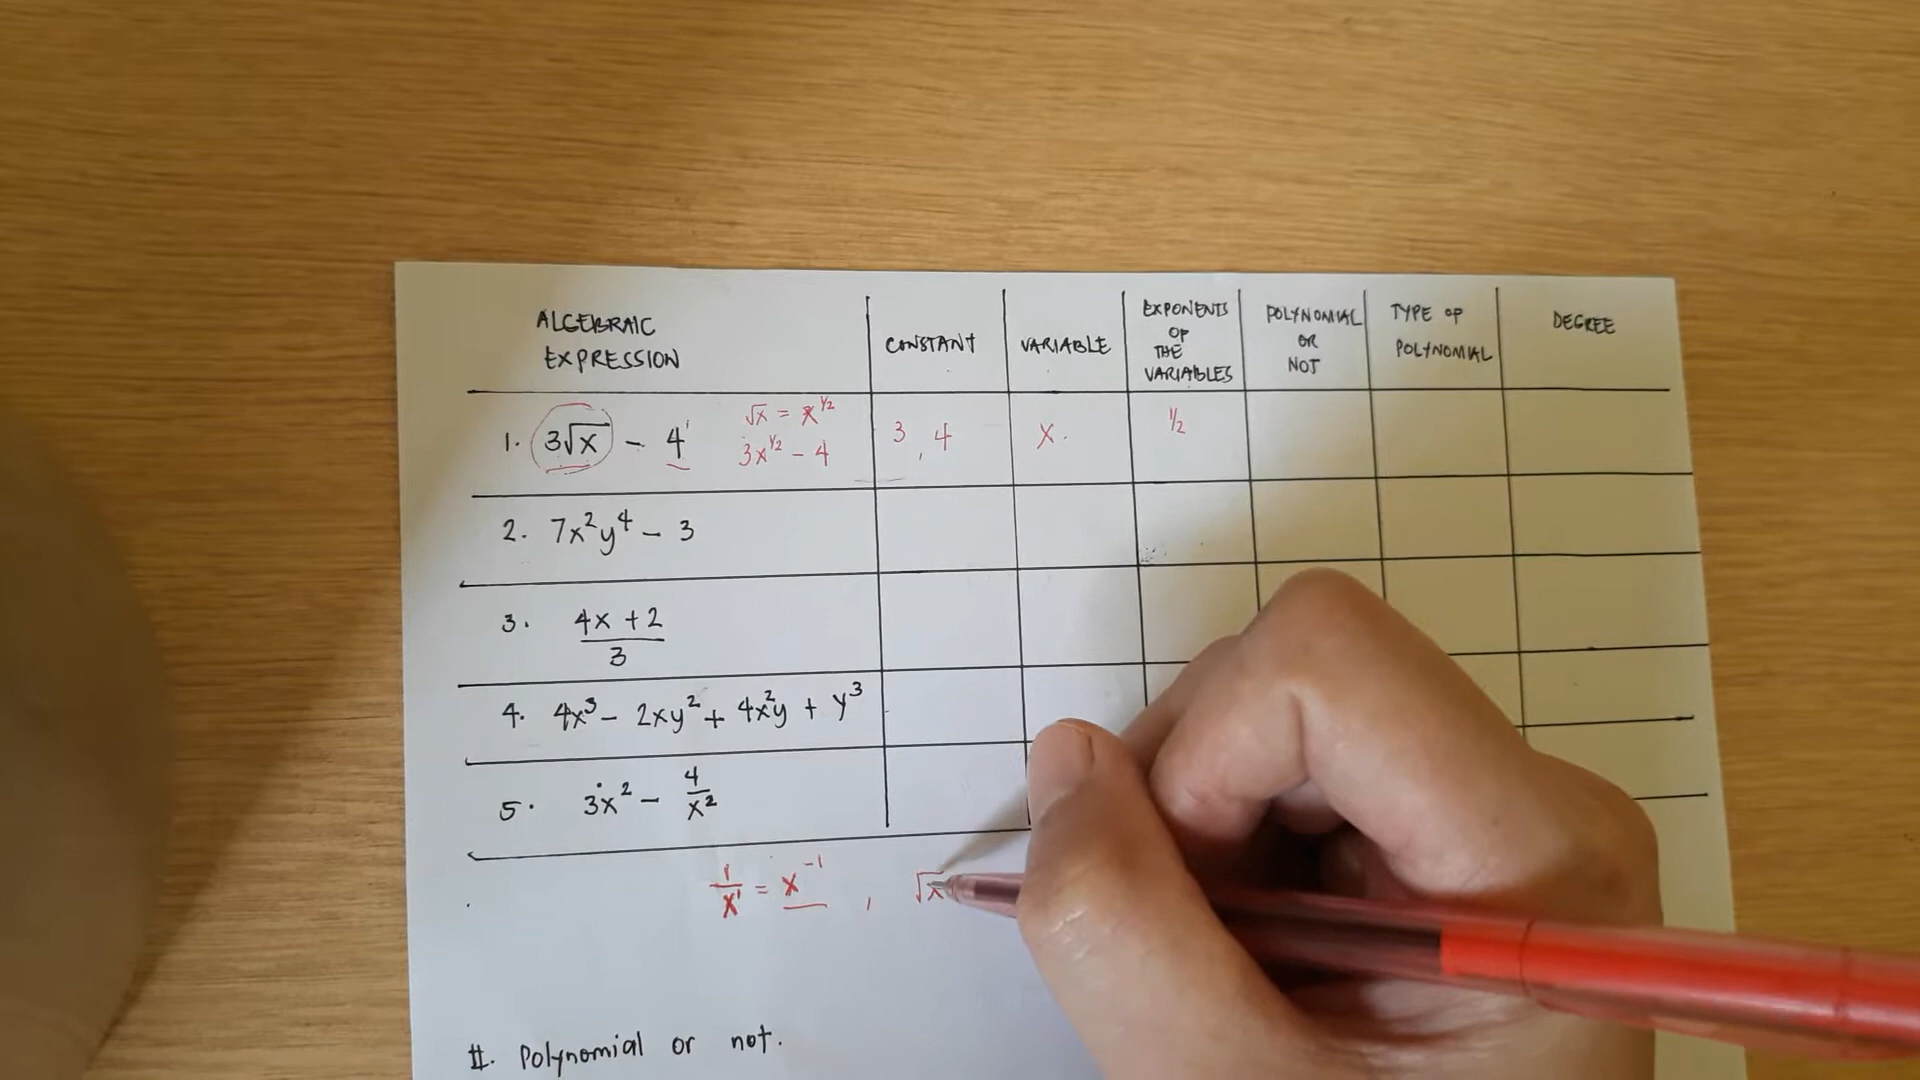 ALGEBRAIC EXPRESSION
CONSTANT
VARIABLE
EXPONENTS OF THE VARIABLES
POLYNOMIAL OR NOT
TYPE OF POLYNOMIAL
DEGREE
1. 3√x - 4
√x = x^1/2
3x^1/2 - 4
3, 4
x.
1/2
2. 7x²y⁴ - 3
3. (4x + 2)/3
4. 4x³ - 2xy² + 4x²y + y³
5. 3x² - 4/x²
1/x¹ = x⁻¹ , √x
II. Polynomial or not.